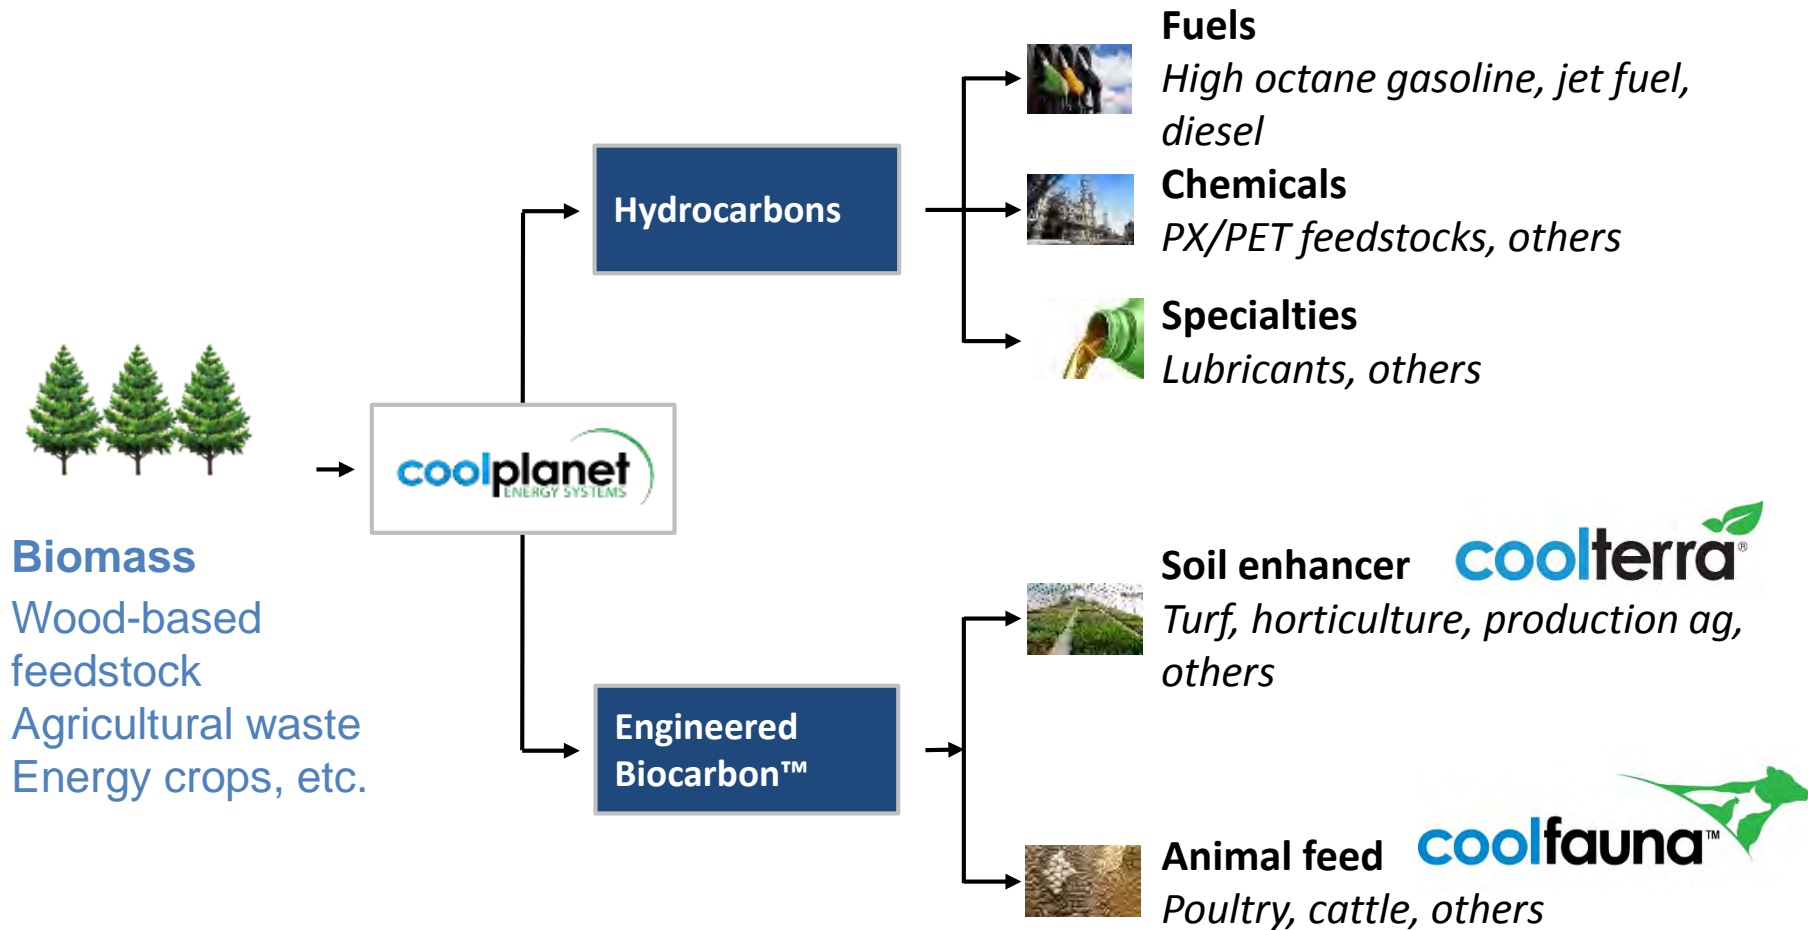 Fuels
High octane gasoline, jet fuel,
diesel
Chemicals
PX/PET feedstocks, others
Specialties
Lubricants, others
Hydrocarbons
coolplanet
ENERGY SYSTEMS
Biomass
Wood-based
feedstock
Agricultural waste
Energy crops, etc.
Engineered
Biocarbon™
Soil enhancer
coolterra®
Turf, horticulture, production ag,
others
Animal feed
coolfauna™
Poultry, cattle, others